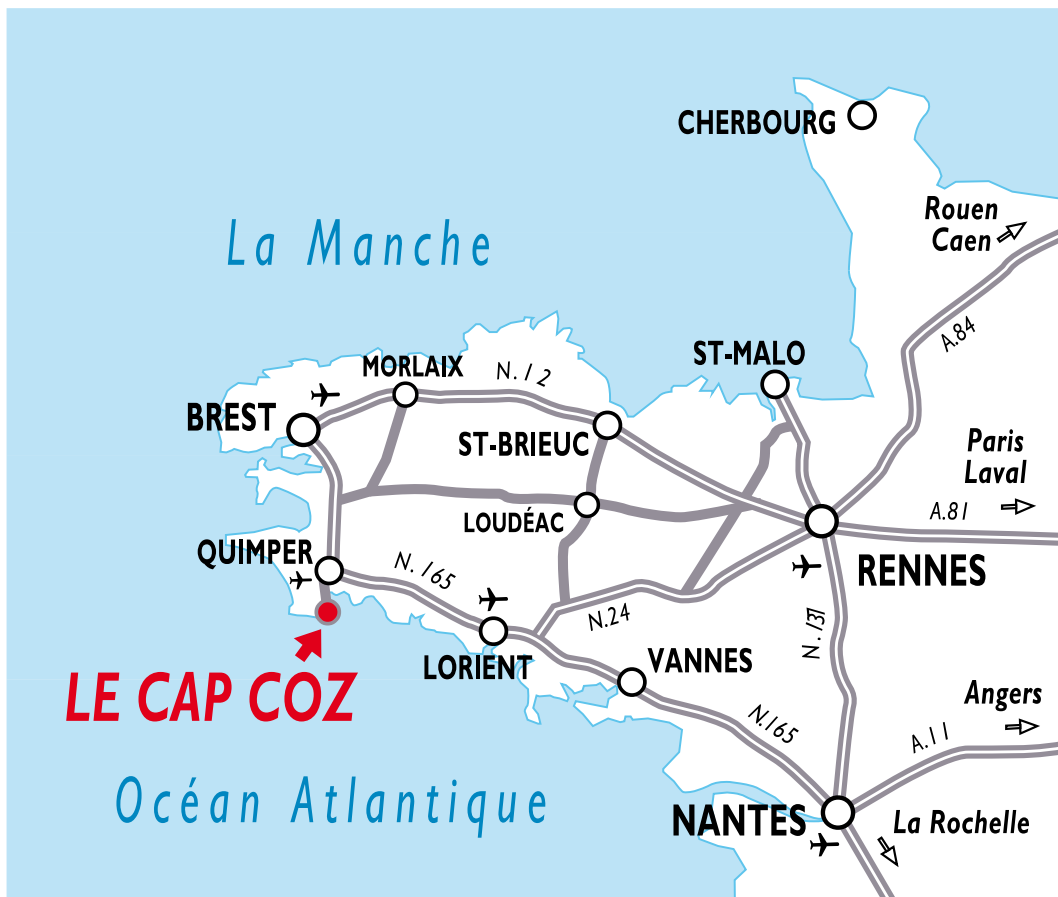 CHERBOURG
Rouen
Caen
La Manche
A.84
ST-MALO
MORLAIX
N.12
BREST
ST-BRIEUC
Paris
Laval
A.81
LOUDÉAC
QUIMPER
N.165
RENNES
N.24
N.137
LORIENT
VANNES
LE CAP COZ
Angers
N.165
A.11
Océan Atlantique
NANTES
La Rochelle